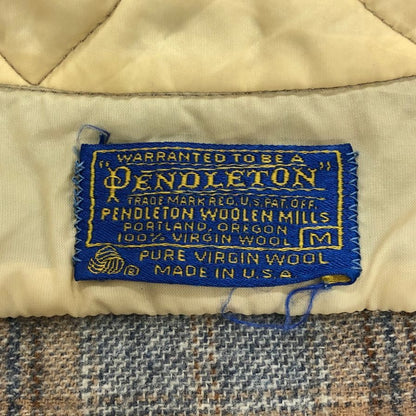 WARRANTED TO BE A
"PENDLETON"
TRADE MARK REG. U.S. PAT. OFF.
PENDLETON WOOLEN MILLS
PORTLAND, OREGON
100% VIRGIN WOOL M
® PURE VIRGIN WOOL
MADE IN U.S.A